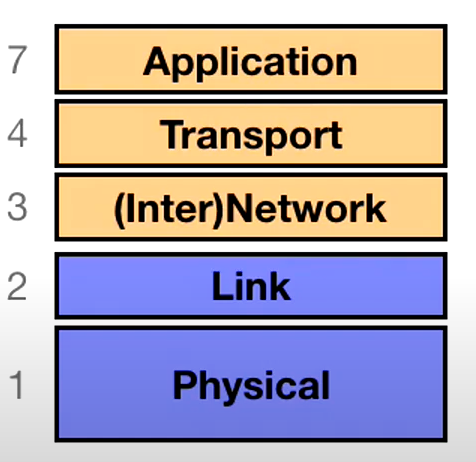 7 Application
4 Transport
3 (Inter)Network
2 Link
1 Physical